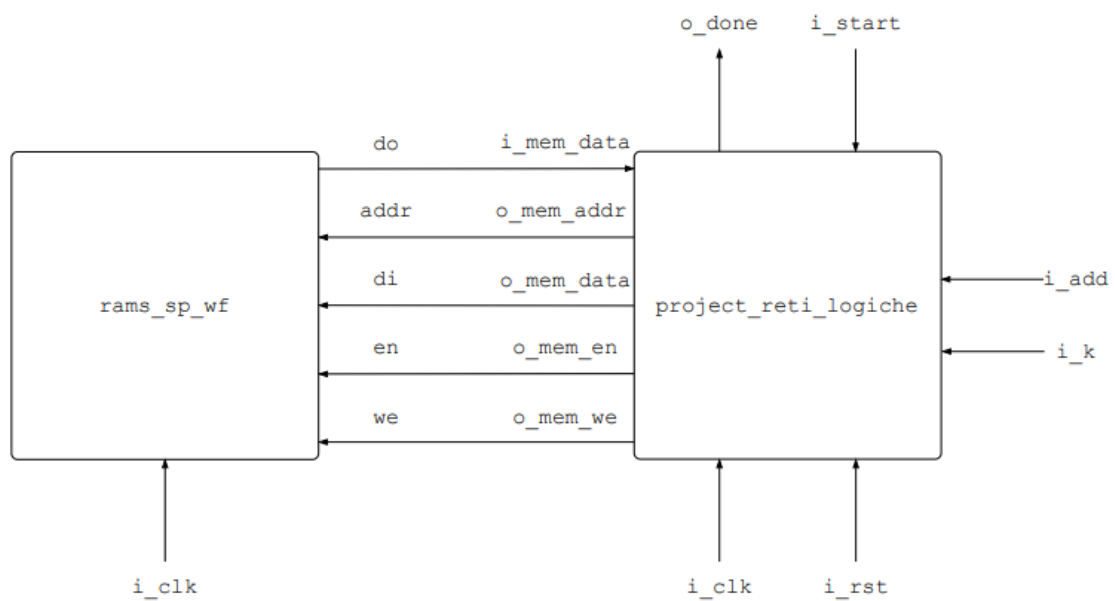 o_done i_start
do i_mem_data
addr o_mem_addr
di o_mem_data
i_add
rams_sp_wf project_reti_logiche
en o_mem_en
i_k
we o_mem_we
i_clk i_clk i_rst